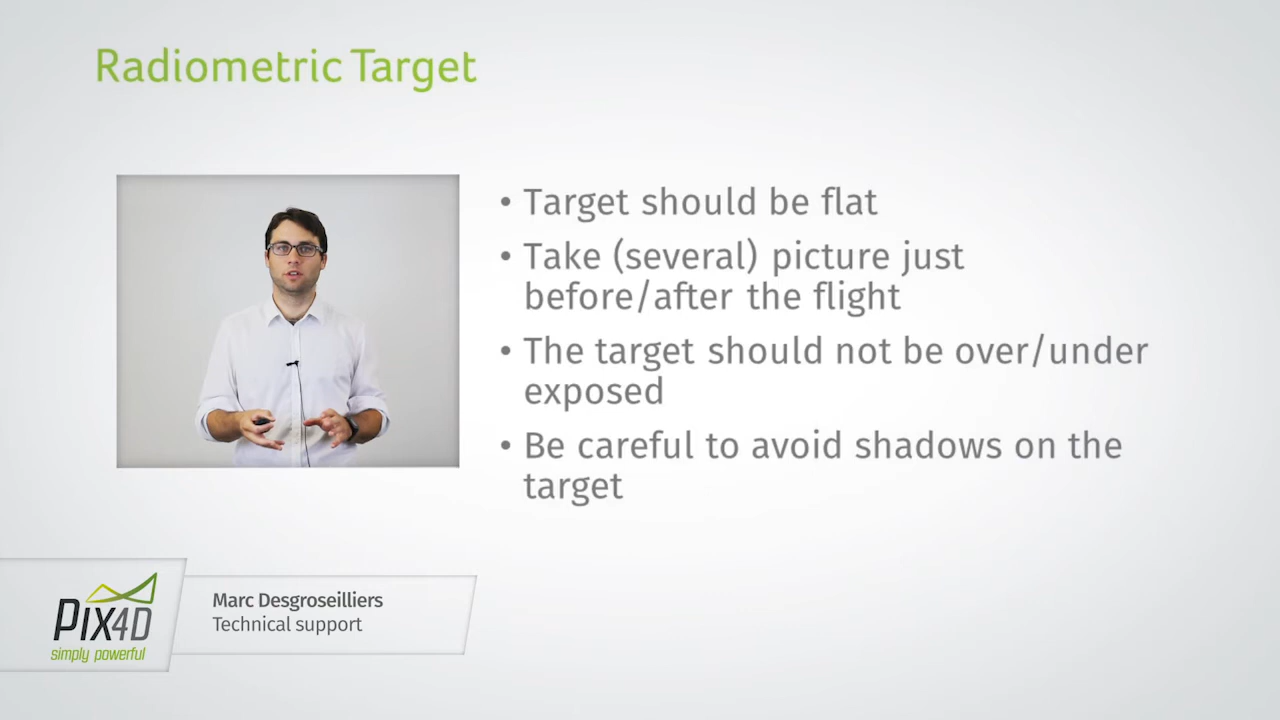 Radiometric Target
• Target should be flat
• Take (several) picture just
before/after the flight
• The target should not be over/under
exposed
• Be careful to avoid shadows on the
target
PIX4D
simply powerful
Marc Desgroseilliers
Technical support